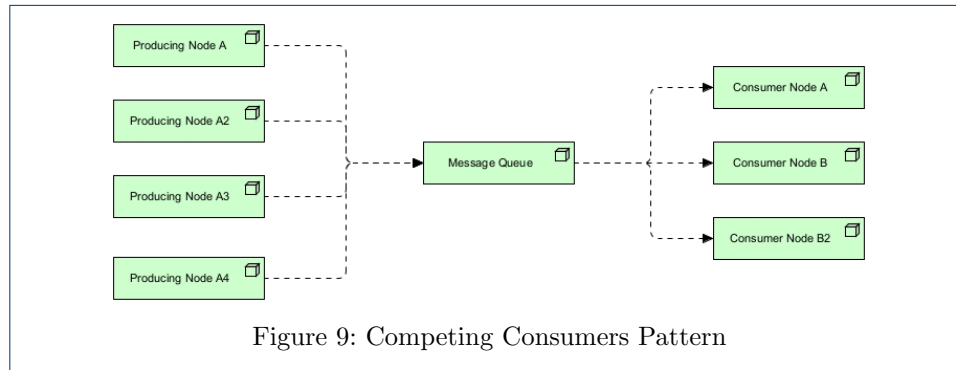 Producing Node A
Producing Node A2
Producing Node A3
Producing Node A4
Message Queue
Consumer Node A
Consumer Node B
Consumer Node B2
Figure 9: Competing Consumers Pattern